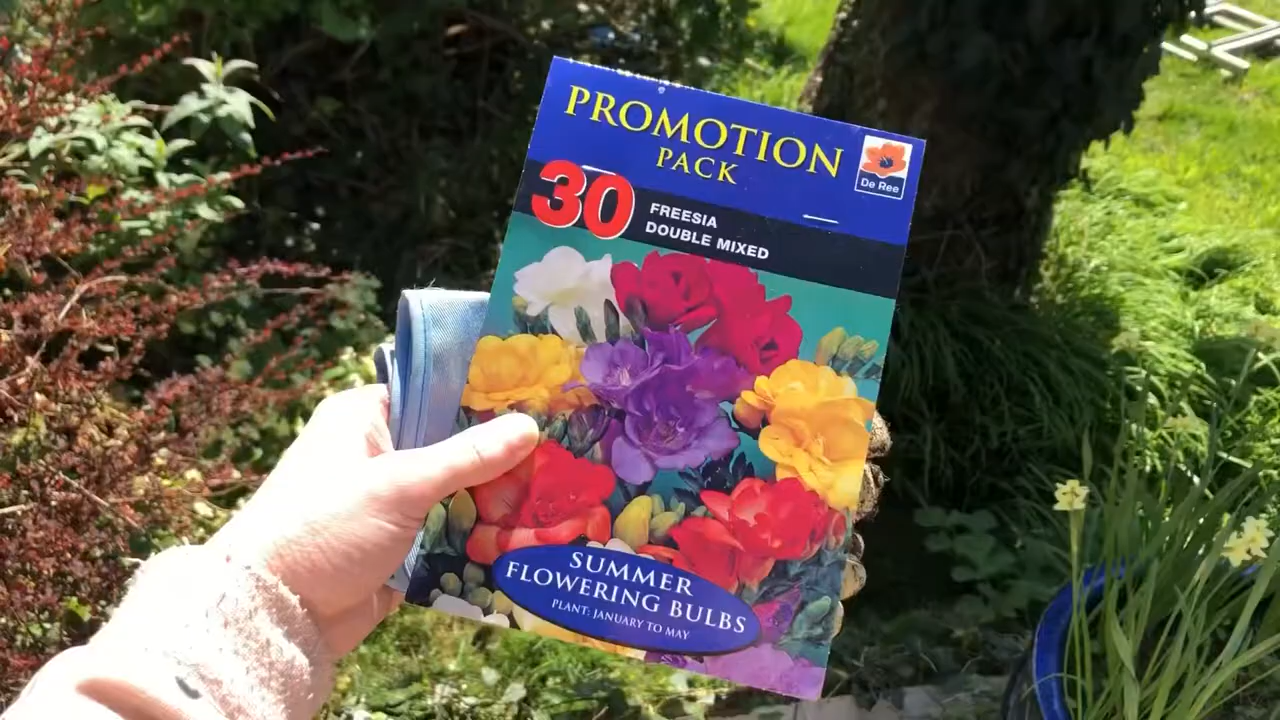 PROMOTION
PACK
De Ree
30
FREESIA
DOUBLE MIXED
SUMMER
FLOWERING BULBS
PLANT: JANUARY TO MAY